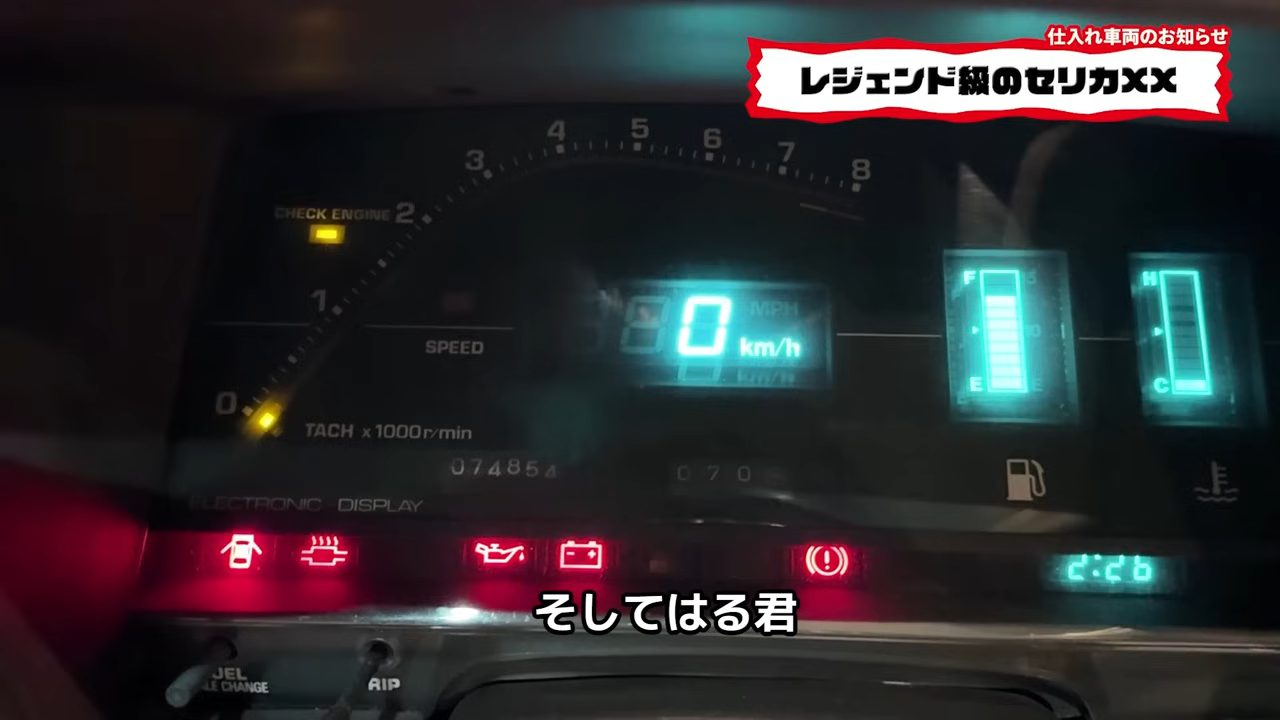 仕入れ車両のお知らせ
レジェンド級のセリカXX
4 5 6 7 8
3
CHECK ENGINE 2
1
F
H
MPH
0 km/h
SPEED
E
C
0
TACH x1000r/min
074854 070
ELECTRONIC DISPLAY
2:26
そしてはる君